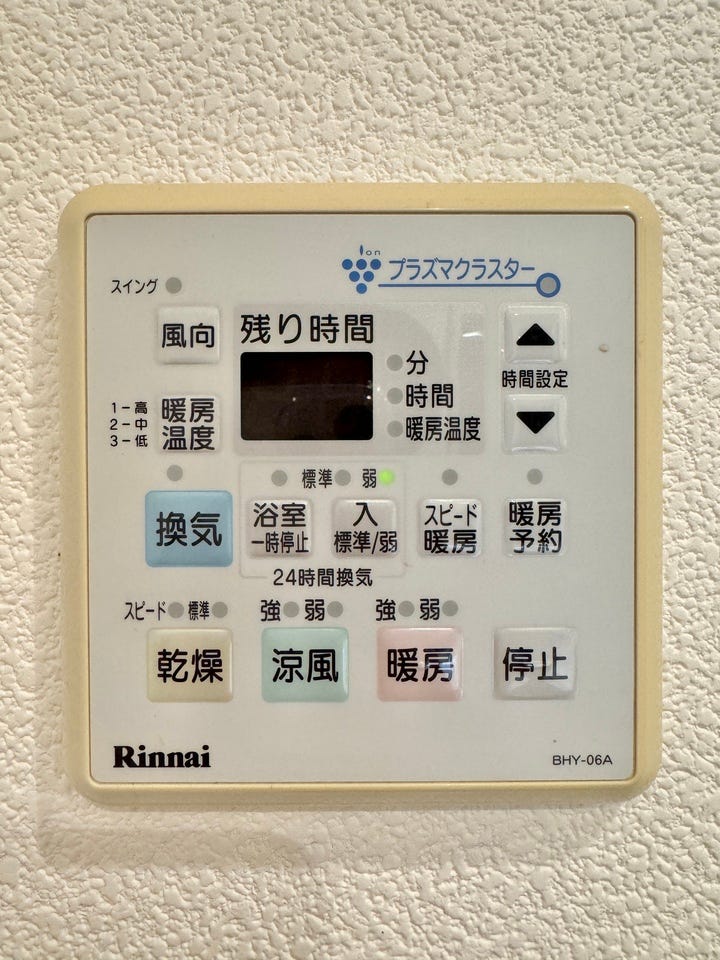 ion
プラズマクラスター
スイング
風向
残り時間
分
時間
暖房温度
時間設定
1-高
2-中
3-低
暖房
温度
標準 弱
換気
浴室
一時停止
入
標準/弱
スピード
暖房
暖房
予約
24時間換気
スピード 標準
強 弱
強 弱
乾燥
涼風
暖房
停止
Rinnai
BHY-06A